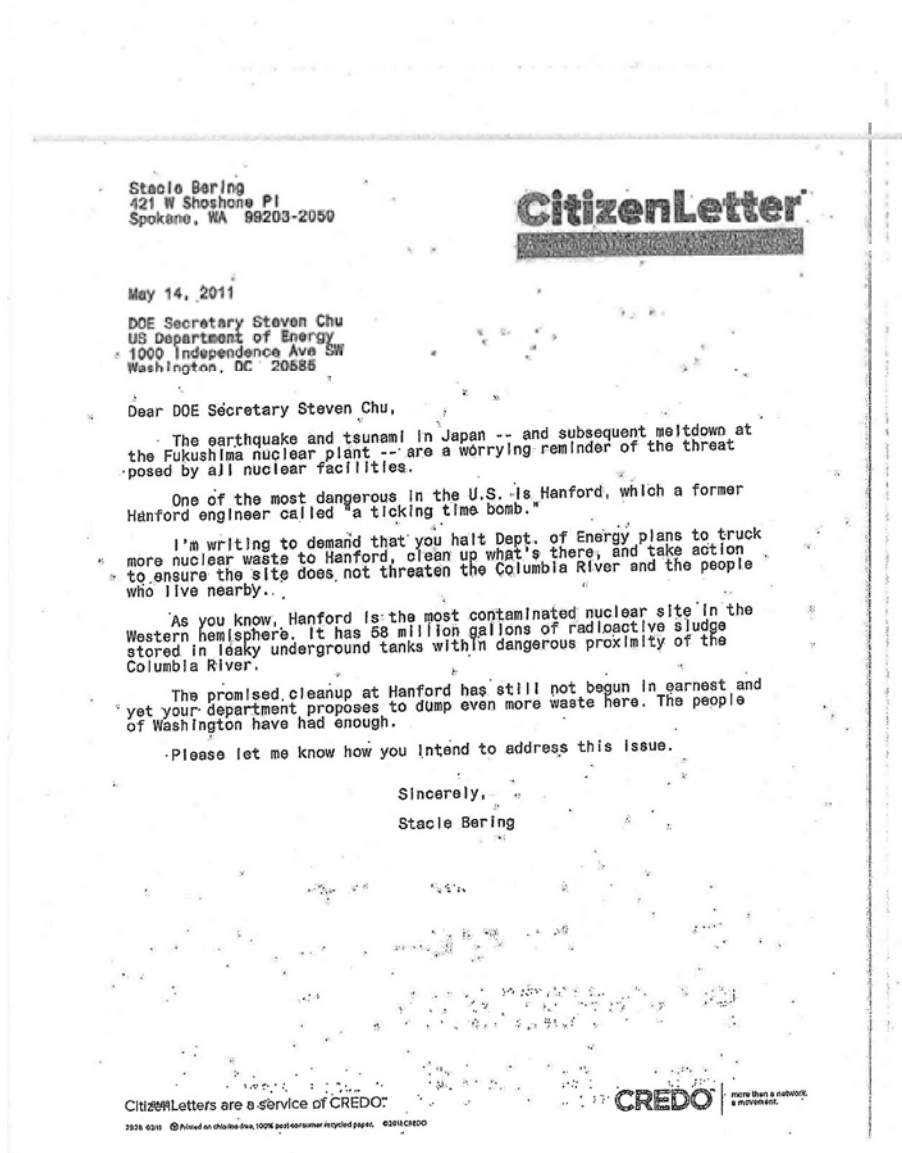 Stacie Bering
421 W Shoshone Pl
Spokane, WA 99203-2050
CitizenLetter
May 14, 2011
DOE Secretary Steven Chu
US Department of Energy
1000 Independence Ave SW
Washington, DC 20585
Dear DOE Secretary Steven Chu,
The earthquake and tsunami in Japan -- and subsequent meltdown at
the Fukushima nuclear plant -- are a worrying reminder of the threat
posed by all nuclear facilities.
One of the most dangerous in the U.S. is Hanford, which a former
Hanford engineer called "a ticking time bomb."
I'm writing to demand that you halt Dept. of Energy plans to truck
more nuclear waste to Hanford, clean up what's there, and take action
to ensure the site does not threaten the Columbia River and the people
who live nearby.
As you know, Hanford is the most contaminated nuclear site in the
Western hemisphere. It has 58 million gallons of radioactive sludge
stored in leaky underground tanks within dangerous proximity of the
Columbia River.
The promised cleanup at Hanford has still not begun in earnest and
yet your department proposes to dump even more waste here. The people
of Washington have had enough.
Please let me know how you intend to address this issue.
Sincerely,
Stacie Bering
CitizenLetters are a service of CREDO.
CREDO
more than a network.
a movement.
Printed on chlorine-free, 100% post-consumer recycled paper.